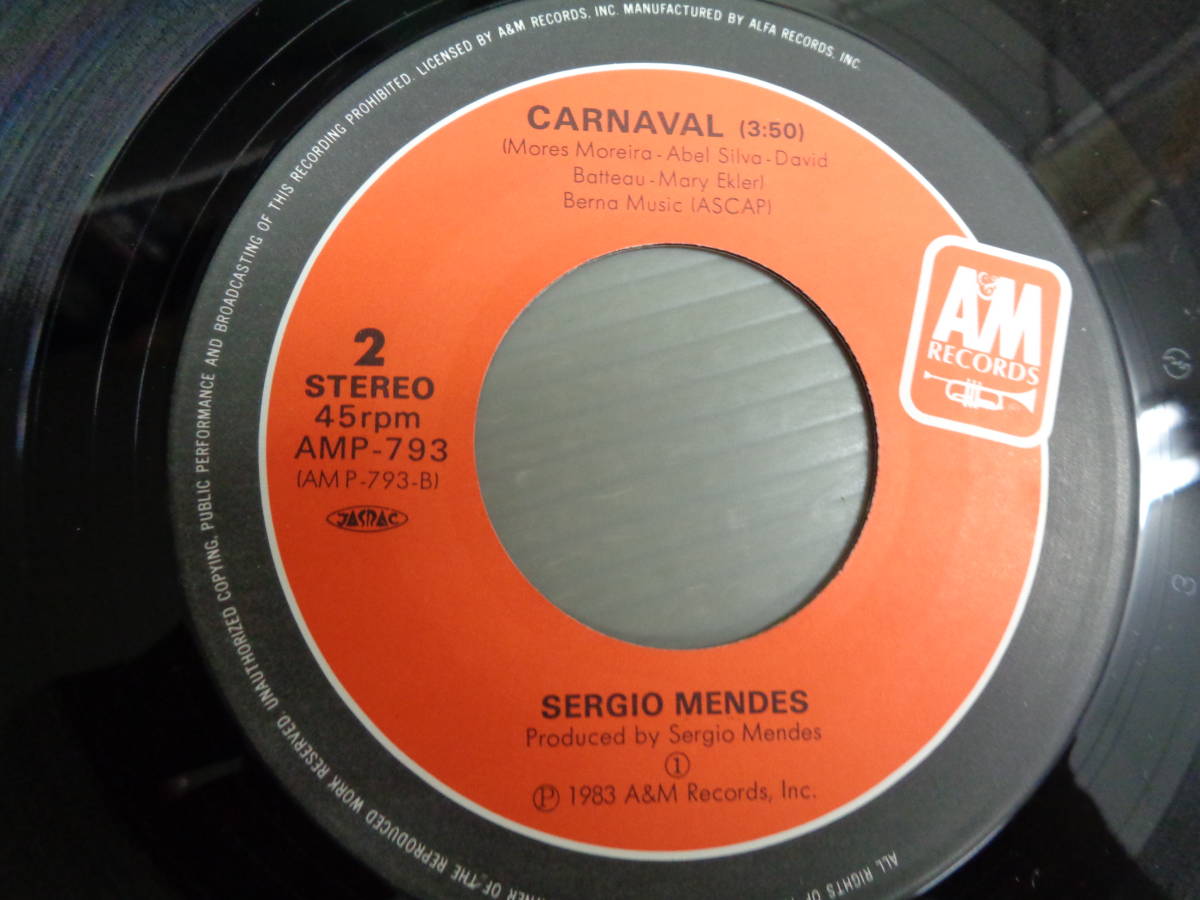 CARNAVAL (3:50)
(Mores Moreira-Abel Silva-David
Batteau-Mary Ekler)
Berna Music (ASCAP)
A&M
RECORDS
2
STEREO
45rpm
AMP-793
(AMP-793-B)
JASRAC
SERGIO MENDES
Produced by Sergio Mendes
1
Ⓟ 1983 A&M Records, Inc.
ALL RIGHTS OF
NER OF THE REPRODUCED WORK RESERVED. UNAUTHORIZED COPYING, PUBLIC PERFORMANCE AND BROADCASTING OF THIS RECORDING PROHIBITED. LICENSED BY A&M RECORDS, INC. MANUFACTURED BY ALFA RECORDS, INC.
3